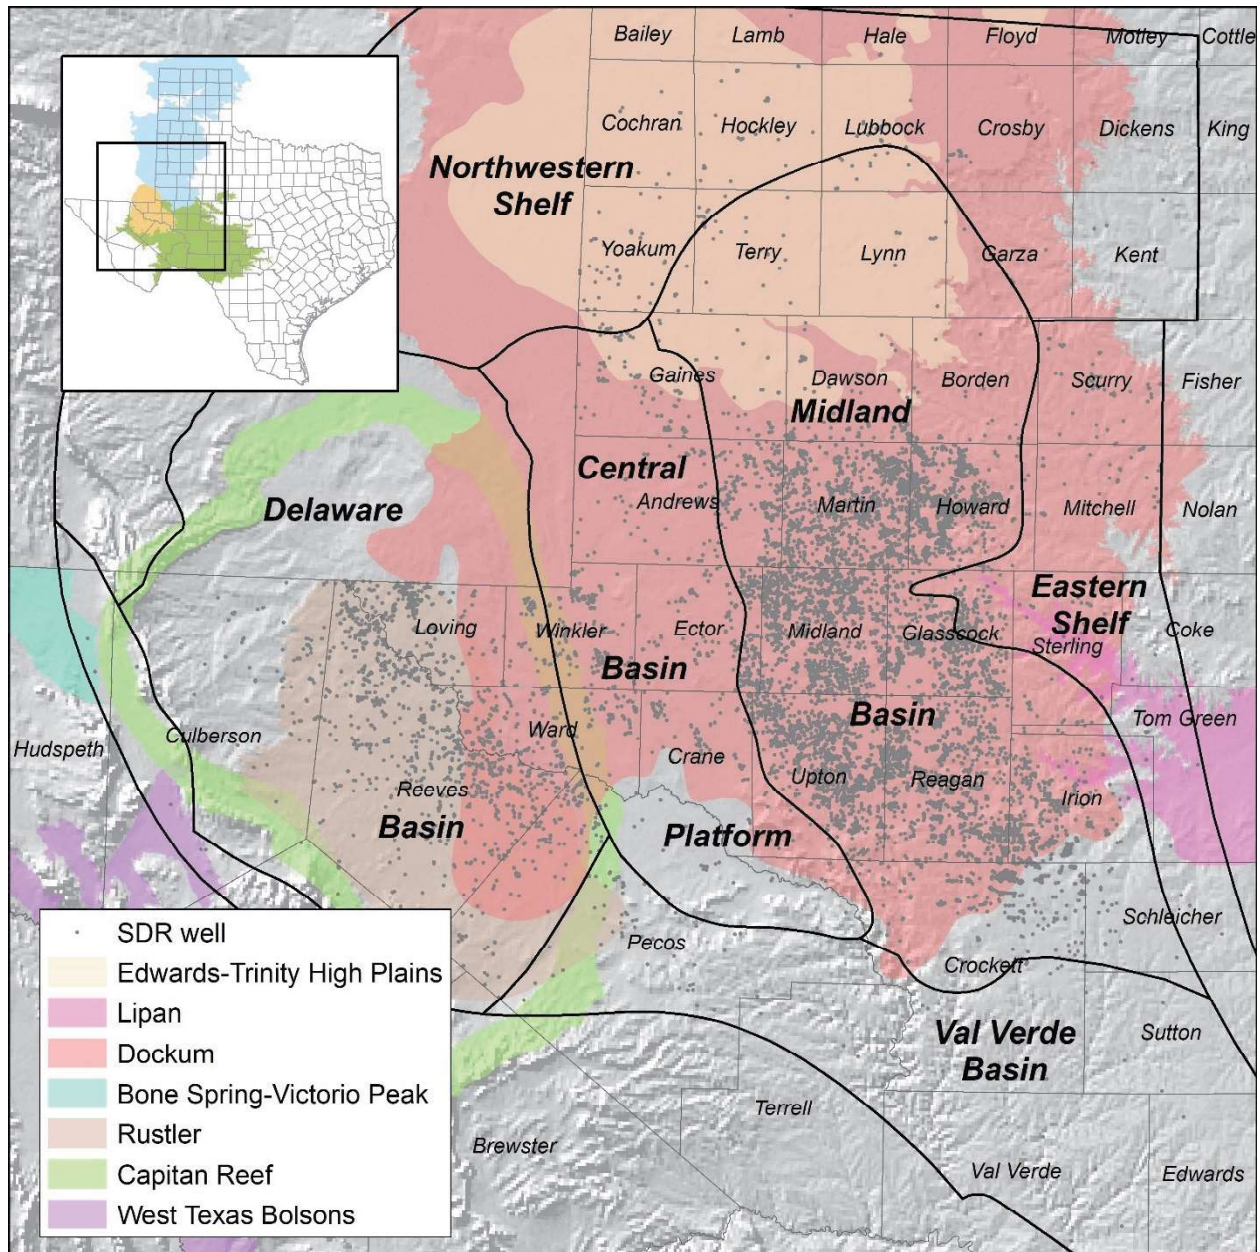 Bailey
Lamb
Hale
Floyd
Motley
Cottle
Cochran
Hockley
Lubbock
Crosby
Dickens
King
Northwestern
Shelf
Yoakum
Terry
Lynn
Garza
Kent
Gaines
Dawson
Borden
Scurry
Fisher
Midland
Central
Andrews
Martin
Howard
Mitchell
Nolan
Delaware
Eastern
Shelf
Loving
Winkler
Ector
Midland
Glasscock
Sterling
Coke
Basin
Basin
Tom Green
Hudspeth
Culberson
Ward
Crane
Reeves
Upton
Reagan
Irion
Basin
Platform
Schleicher
Pecos
Crockett
Val Verde
Basin
Sutton
Terrell
Brewster
Val Verde
Edwards
SDR well
Edwards-Trinity High Plains
Lipan
Dockum
Bone Spring-Victorio Peak
Rustler
Capitan Reef
West Texas Bolsons